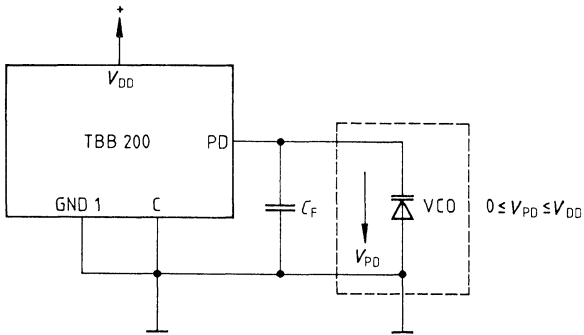 +
V_DD
TBB 200
PD
GND 1
C
C_F
V_PD
VCO
0 ≤ V_PD ≤ V_DD